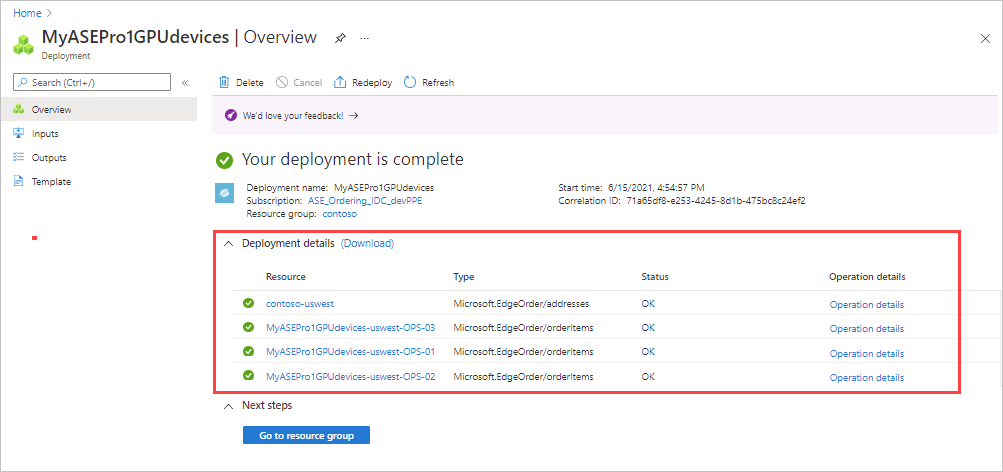 Home >
MyASEPro1GPUdevices | Overview ...
Deployment
Search (Ctrl+/) «
Delete Cancel Redeploy Refresh
Overview
Inputs
Outputs
Template
We'd love your feedback! →
Your deployment is complete
Deployment name: MyASEPro1GPUdevices Start time: 6/15/2021, 4:54:57 PM
Subscription: ASE_Ordering_IDC_devPPE Correlation ID: 71a65df8-e253-4245-8d1b-475bc8c24ef2
Resource group: contoso
Deployment details (Download)
Resource Type Status Operation details
contoso-uswest Microsoft.EdgeOrder/addresses OK Operation details
MyASEPro1GPUdevices-uswest-OPS-03 Microsoft.EdgeOrder/orderItems OK Operation details
MyASEPro1GPUdevices-uswest-OPS-01 Microsoft.EdgeOrder/orderItems OK Operation details
MyASEPro1GPUdevices-uswest-OPS-02 Microsoft.EdgeOrder/orderItems OK Operation details
Next steps
Go to resource group